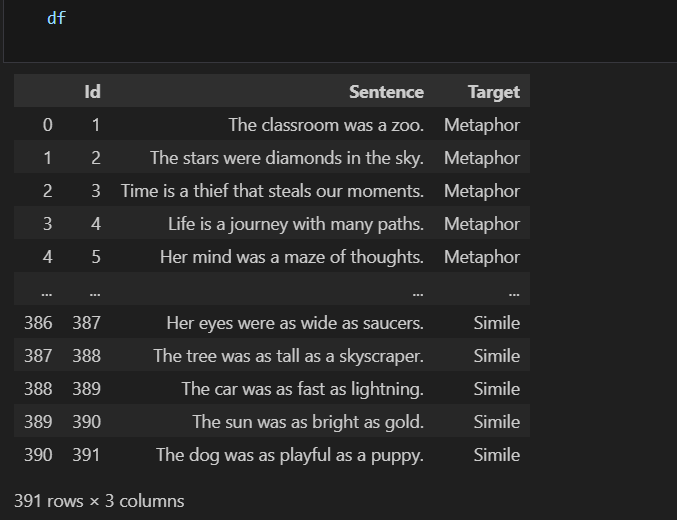 df
Id Sentence Target
0 1 The classroom was a zoo. Metaphor
1 2 The stars were diamonds in the sky. Metaphor
2 3 Time is a thief that steals our moments. Metaphor
3 4 Life is a journey with many paths. Metaphor
4 5 Her mind was a maze of thoughts. Metaphor
... ... ... ...
386 387 Her eyes were as wide as saucers. Simile
387 388 The tree was as tall as a skyscraper. Simile
388 389 The car was as fast as lightning. Simile
389 390 The sun was as bright as gold. Simile
390 391 The dog was as playful as a puppy. Simile
391 rows × 3 columns